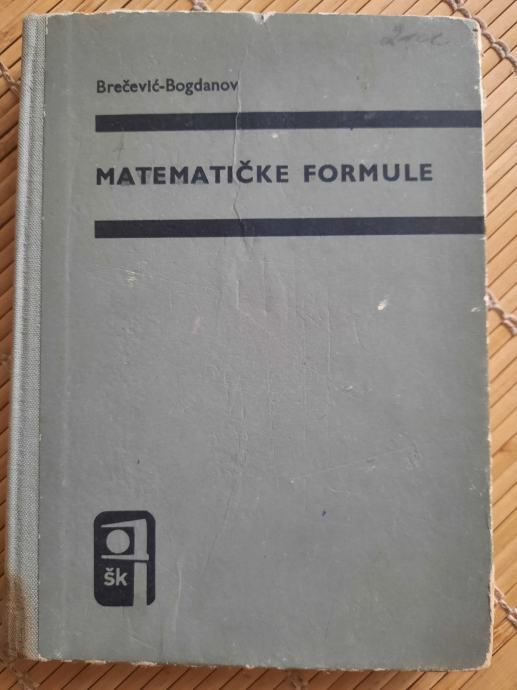 Brečević-Bogdanov
MATEMATIČKE FORMULE
šk